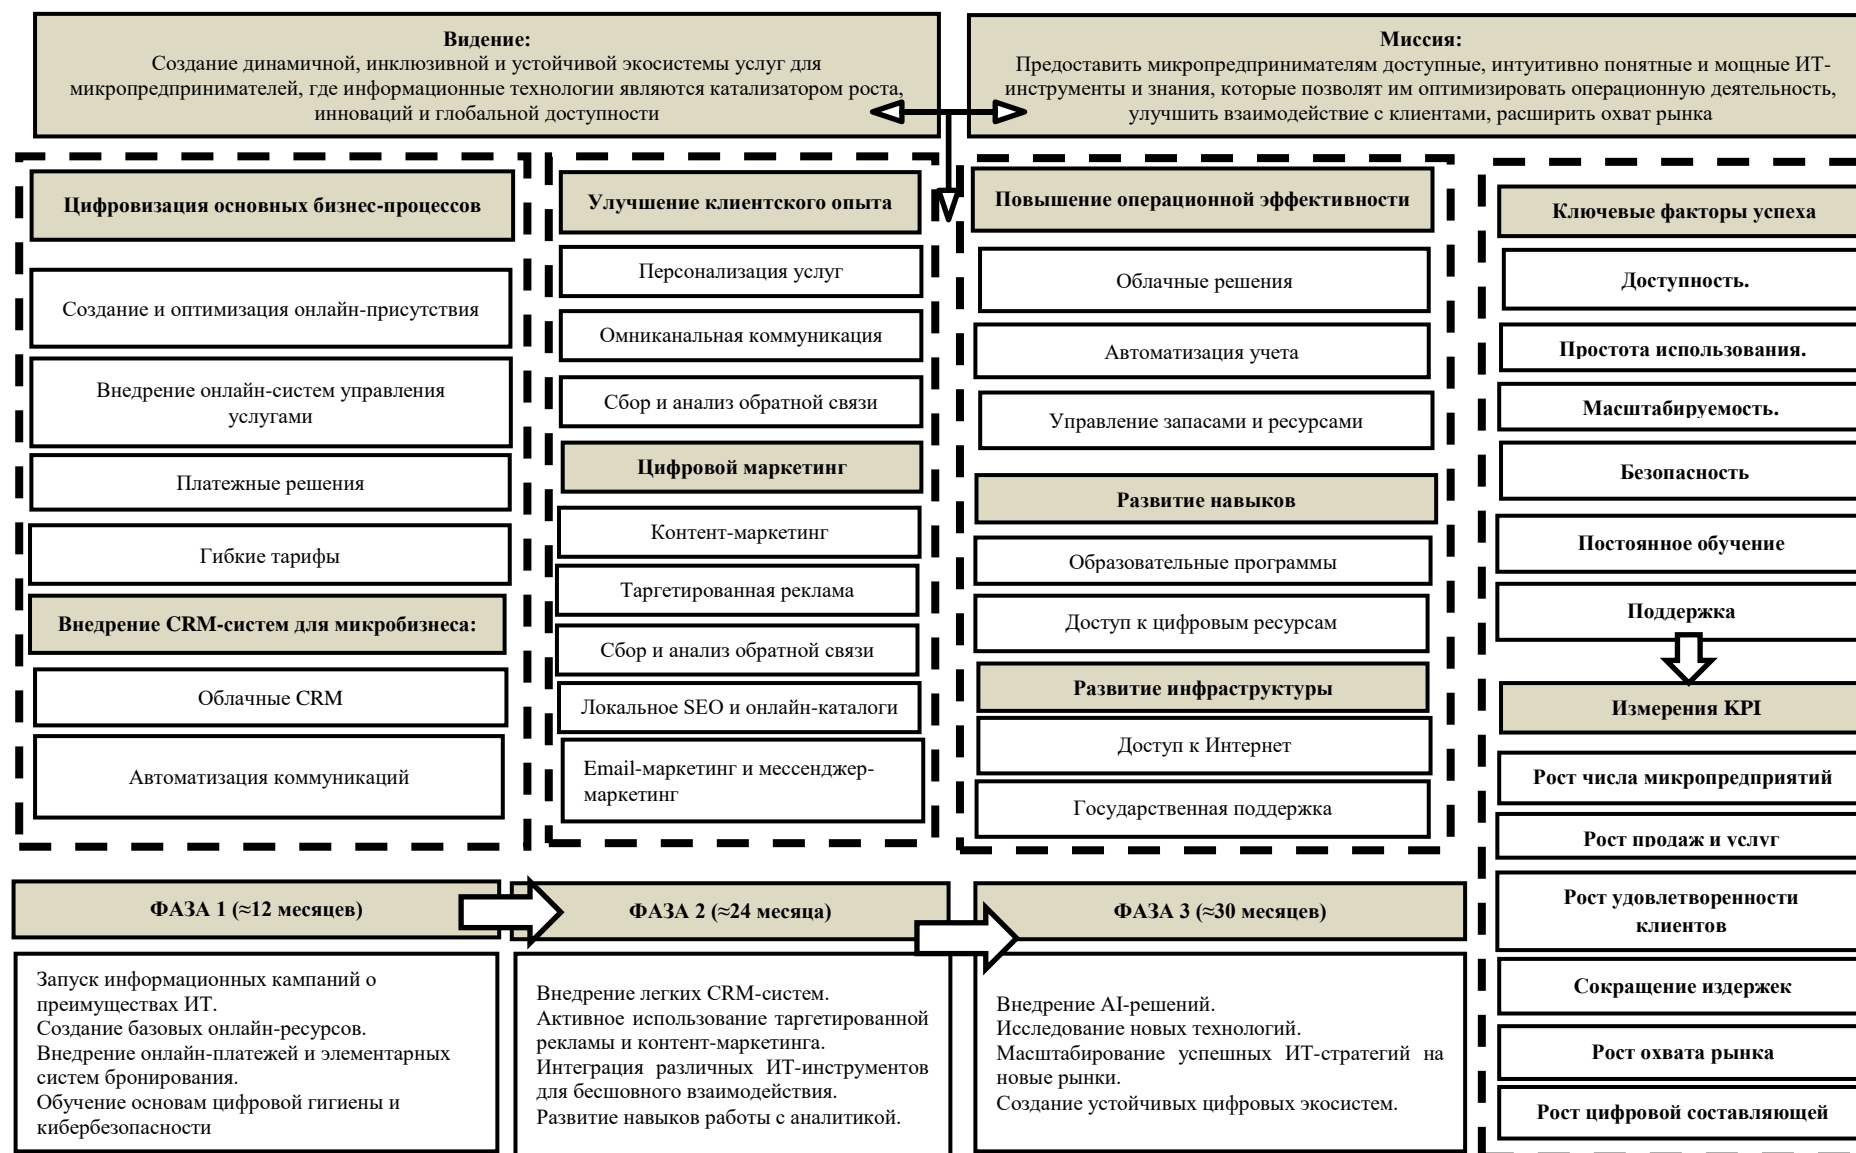 Видение:
Создание динамичной, инклюзивной и устойчивой экосистемы услуг для
микропредпринимателей, где информационные технологии являются катализатором роста,
инноваций и глобальной доступности
Миссия:
Предоставить микропредпринимателям доступные, интуитивно понятные и мощные ИТ-
инструменты и знания, которые позволят им оптимизировать операционную деятельность,
улучшить взаимодействие с клиентами, расширить охват рынка
Цифровизация основных бизнес-процессов
Создание и оптимизация онлайн-присутствия
Внедрение онлайн-систем управления
услугами
Платежные решения
Гибкие тарифы
Внедрение CRM-систем для микробизнеса:
Облачные CRM
Автоматизация коммуникаций
Улучшение клиентского опыта
Персонализация услуг
Омниканальная коммуникация
Сбор и анализ обратной связи
Цифровой маркетинг
Контент-маркетинг
Таргетированная реклама
Сбор и анализ обратной связи
Локальное SEO и онлайн-каталоги
Email-маркетинг и мессенджер-
маркетинг
Повышение операционной эффективности
Облачные решения
Автоматизация учета
Управление запасами и ресурсами
Развитие навыков
Образовательные программы
Доступ к цифровым ресурсам
Развитие инфраструктуры
Доступ к Интернет
Государственная поддержка
Ключевые факторы успеха
Доступность.
Простота использования.
Масштабируемость.
Безопасность
Постоянное обучение
Поддержка
Измерения KPI
Рост числа микропредприятий
Рост продаж и услуг
Рост удовлетворенности
клиентов
Сокращение издержек
Рост охвата рынка
Рост цифровой составляющей
ФАЗА 1 (≈12 месяцев)
Запуск информационных кампаний о
преимуществах ИТ.
Создание базовых онлайн-ресурсов.
Внедрение онлайн-платежей и элементарных
систем бронирования.
Обучение основам цифровой гигиены и
кибербезопасности
ФАЗА 2 (≈24 месяца)
Внедрение легких CRM-систем.
Активное использование таргетированной
рекламы и контент-маркетинга.
Интеграция различных ИТ-инструментов
для бесшовного взаимодействия.
Развитие навыков работы с аналитикой.
ФАЗА 3 (≈30 месяцев)
Внедрение AI-решений.
Исследование новых технологий.
Масштабирование успешных ИТ-стратегий на
новые рынки.
Создание устойчивых цифровых экосистем.